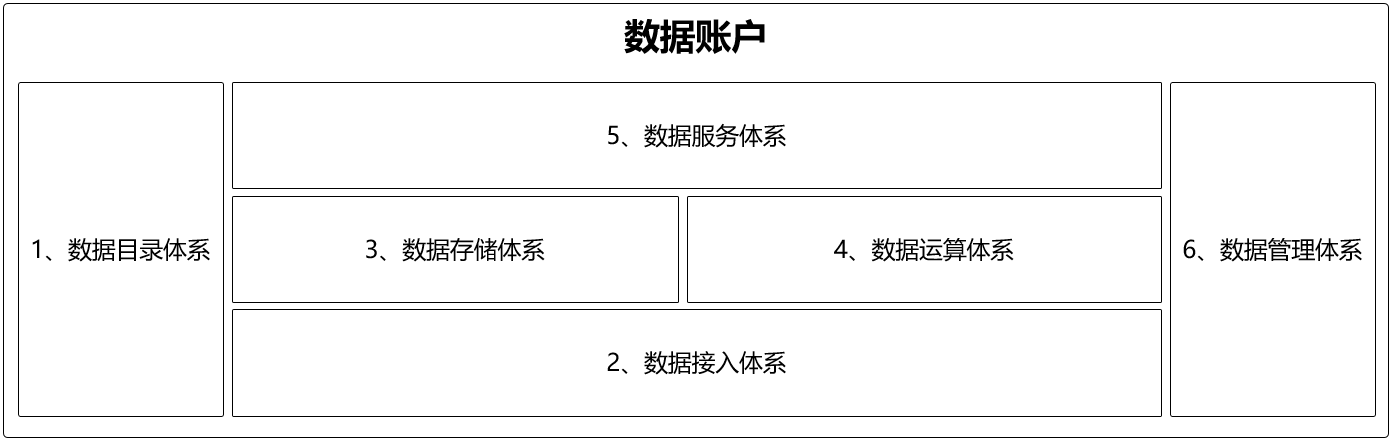 数据账户
5、数据服务体系
1、数据目录体系
3、数据存储体系
4、数据运算体系
6、数据管理体系
2、数据接入体系